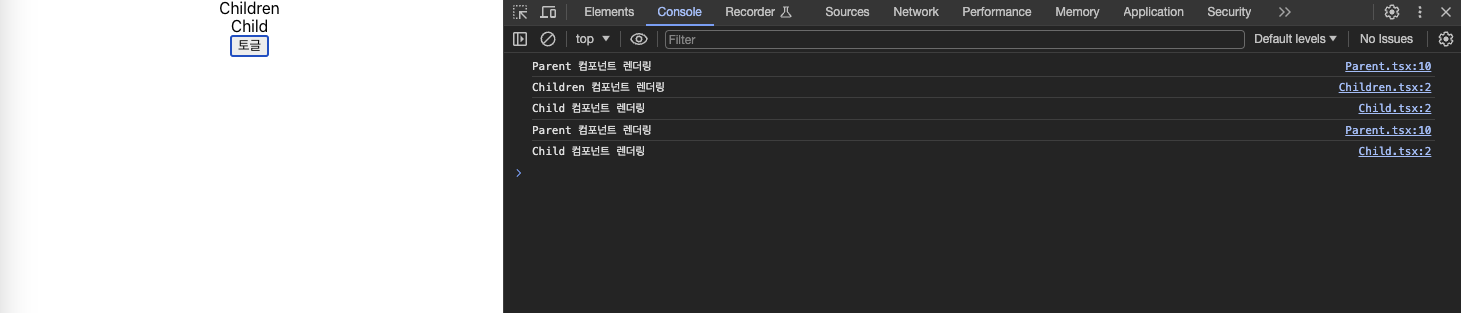 Children
Child
토글
Elements Console Recorder Sources Network Performance Memory Application Security
top Filter Default levels No Issues
Parent 컴포넌트 렌더링 Parent.tsx:10
Children 컴포넌트 렌더링 Children.tsx:2
Child 컴포넌트 렌더링 Child.tsx:2
Parent 컴포넌트 렌더링 Parent.tsx:10
Child 컴포넌트 렌더링 Child.tsx:2